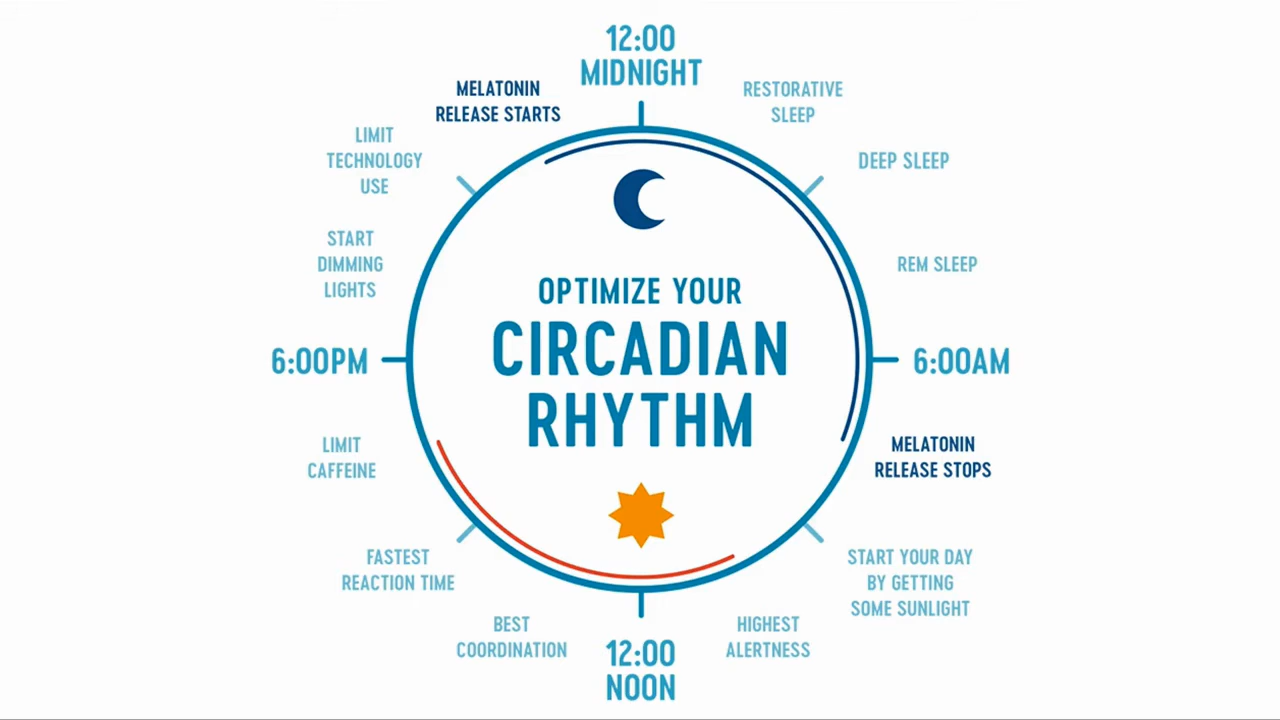 12:00
MIDNIGHT
RESTORATIVE
SLEEP
DEEP SLEEP
REM SLEEP
6:00AM
MELATONIN
RELEASE STOPS
START YOUR DAY
BY GETTING
SOME SUNLIGHT
HIGHEST
ALERTNESS
12:00
NOON
BEST
COORDINATION
FASTEST
REACTION TIME
LIMIT
CAFFEINE
6:00PM
START
DIMMING
LIGHTS
LIMIT
TECHNOLOGY
USE
MELATONIN
RELEASE STARTS
OPTIMIZE YOUR
CIRCADIAN
RHYTHM